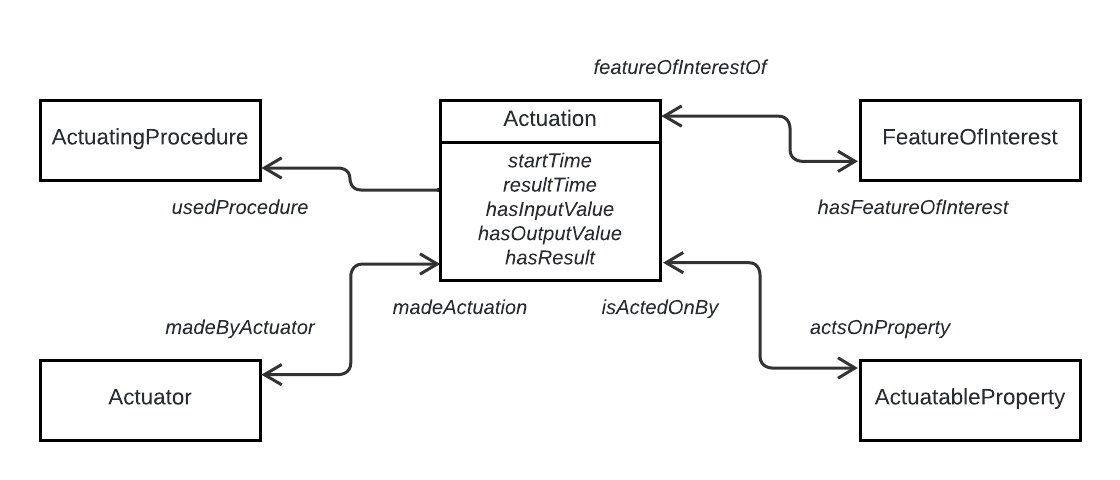 featureOfInterestOf
ActuatingProcedure
Actuation
FeatureOfInterest
startTime
resultTime
hasInputValue
hasOutputValue
hasResult
usedProcedure
hasFeatureOfInterest
madeActuation
isActedOnBy
madeByActuator
actsOnProperty
Actuator
ActuatableProperty